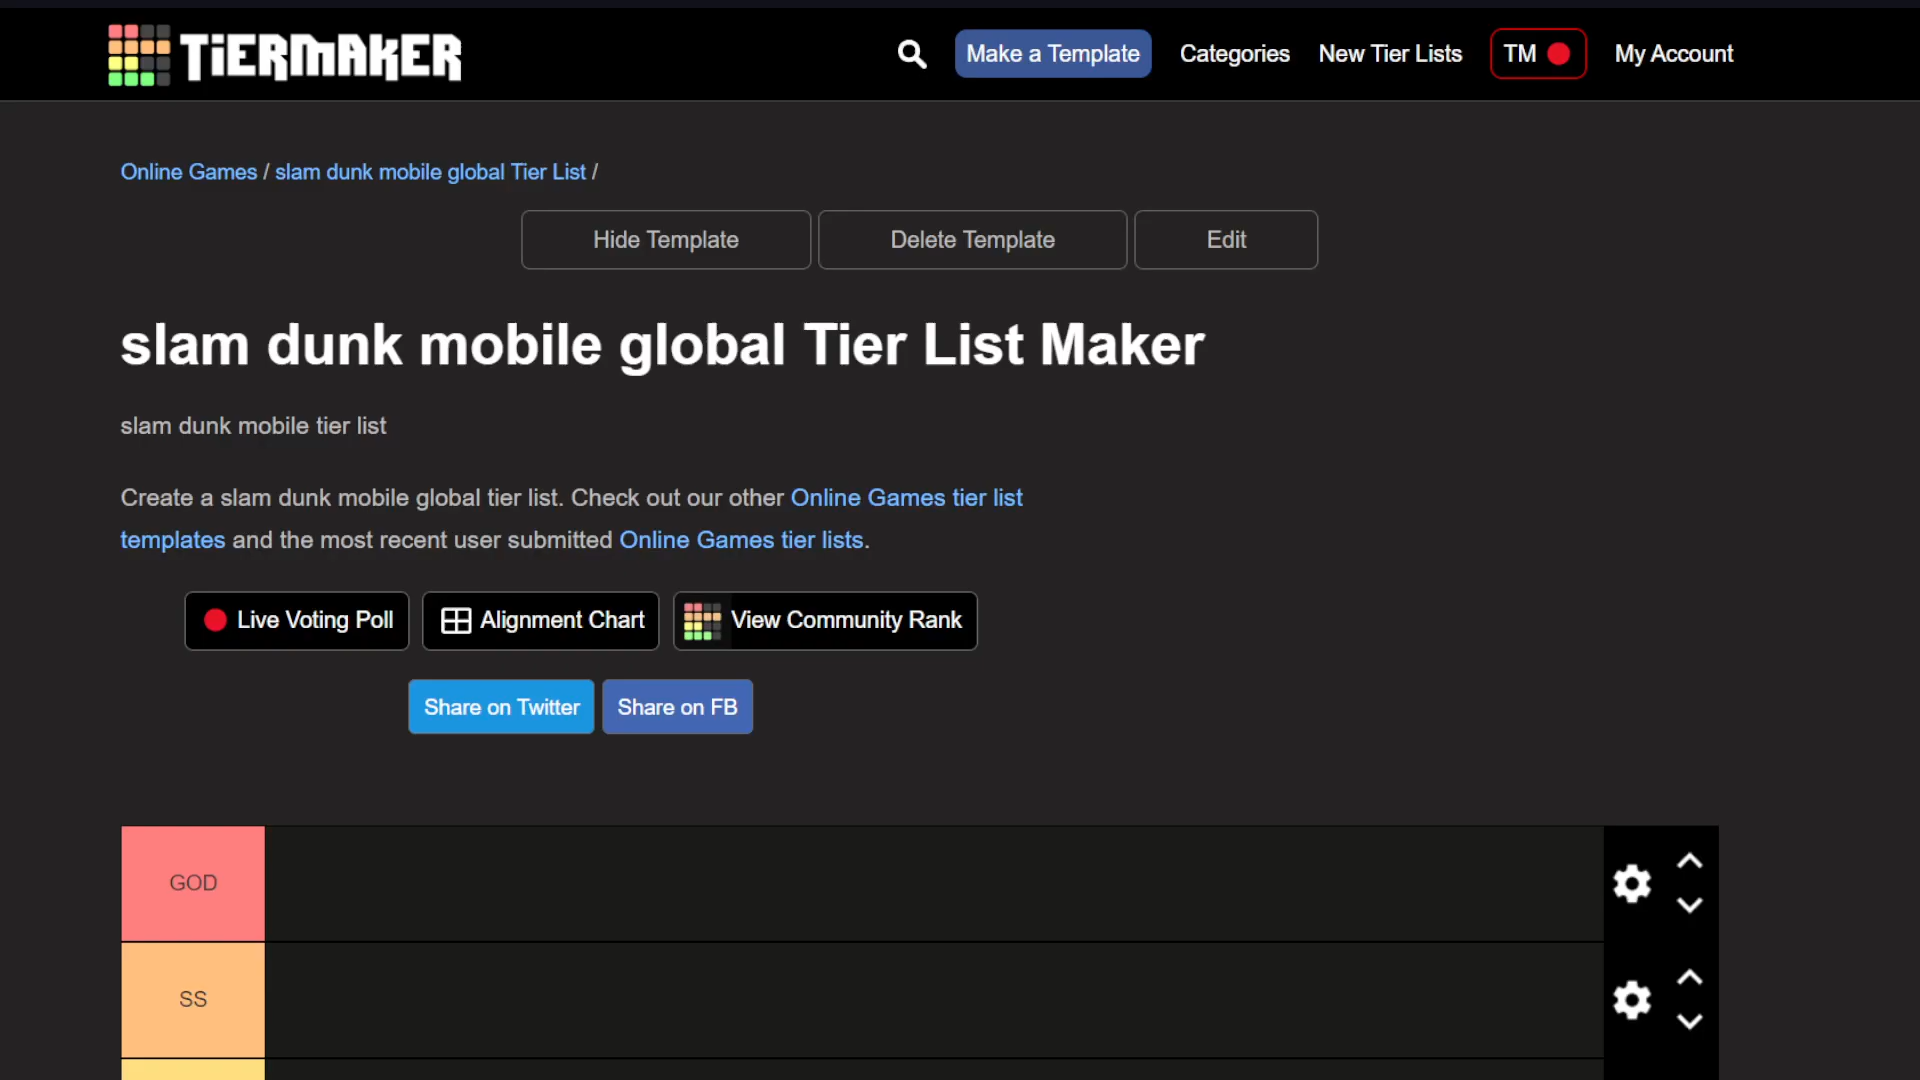 TiERMAKER
Make a Template
Categories
New Tier Lists
TM
My Account
Online Games / slam dunk mobile global Tier List /
Hide Template
Delete Template
Edit
slam dunk mobile global Tier List Maker
slam dunk mobile tier list
Create a slam dunk mobile global tier list. Check out our other Online Games tier list
templates and the most recent user submitted Online Games tier lists.
Live Voting Poll
Alignment Chart
View Community Rank
Share on Twitter
Share on FB
GOD
SS